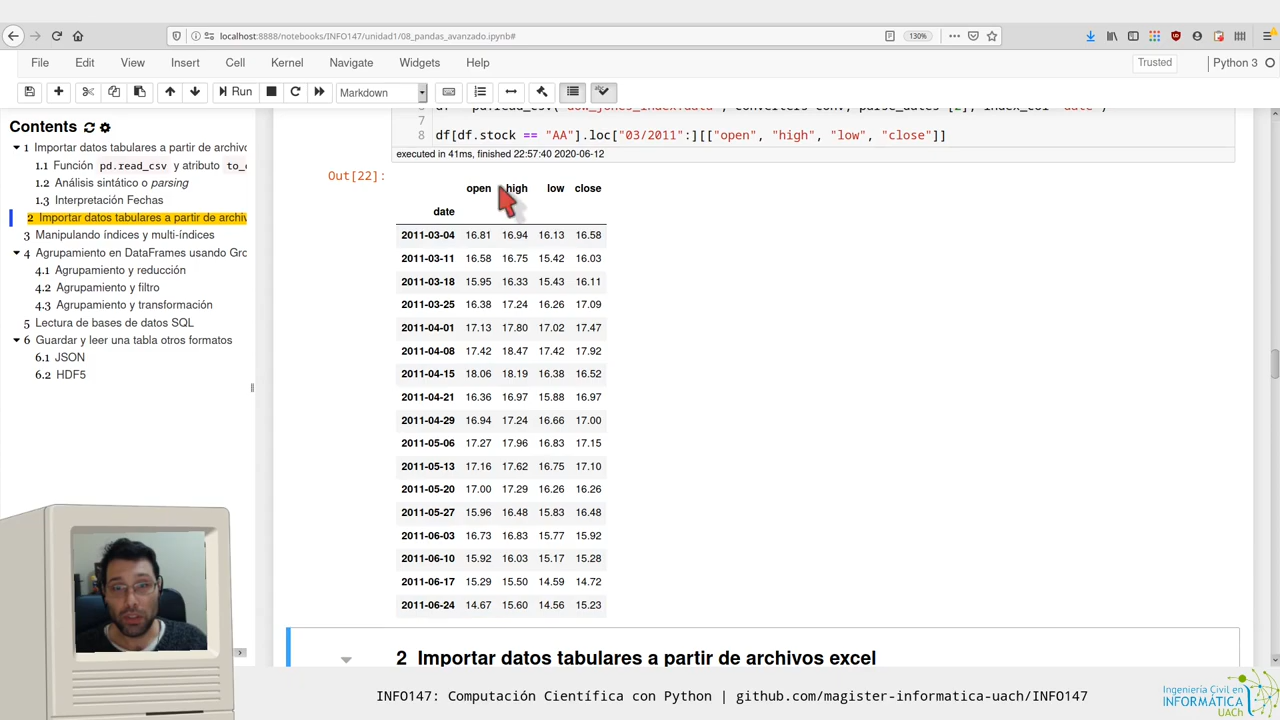 localhost:8888/notebooks/INFO147/unidad1/08_pandas_avanzado.ipynb#
130%
File Edit View Insert Cell Kernel Navigate Widgets Help
Trusted
Python 3
Run
Markdown
Contents
1 Importar datos tabulares a partir de archivo
1.1 Función pd.read_csv y atributo to_
1.2 Análisis sintático o parsing
1.3 Interpretación Fechas
2 Importar datos tabulares a partir de archiv
3 Manipulando índices y multi-índices
4 Agrupamiento en DataFrames usando Gro
4.1 Agrupamiento y reducción
4.2 Agrupamiento y filtro
4.3 Agrupamiento y transformación
5 Lectura de bases de datos SQL
6 Guardar y leer una tabla otros formatos
6.1 JSON
6.2 HDF5
7
8 df[df.stock == "AA"].loc["03/2011":][["open", "high", "low", "close"]]
executed in 41ms, finished 22:57:40 2020-06-12
Out[22]:
open high low close
date
2011-03-04 16.81 16.94 16.13 16.58
2011-03-11 16.58 16.75 15.42 16.03
2011-03-18 15.95 16.33 15.43 16.11
2011-03-25 16.38 17.24 16.26 17.09
2011-04-01 17.13 17.80 17.02 17.47
2011-04-08 17.42 18.47 17.42 17.92
2011-04-15 18.06 18.19 16.38 16.52
2011-04-21 16.36 16.97 15.88 16.97
2011-04-29 16.94 17.24 16.66 17.00
2011-05-06 17.27 17.96 16.83 17.15
2011-05-13 17.16 17.62 16.75 17.10
2011-05-20 17.00 17.29 16.26 16.26
2011-05-27 15.96 16.48 15.83 16.48
2011-06-03 16.73 16.83 15.77 15.92
2011-06-10 15.92 16.03 15.17 15.28
2011-06-17 15.29 15.50 14.59 14.72
2011-06-24 14.67 15.60 14.56 15.23
2 Importar datos tabulares a partir de archivos excel
INFO147: Computación Científica con Python | github.com/magister-informatica-uach/INFO147
Ingeniería Civil en
INFORMÁTICA
UACh